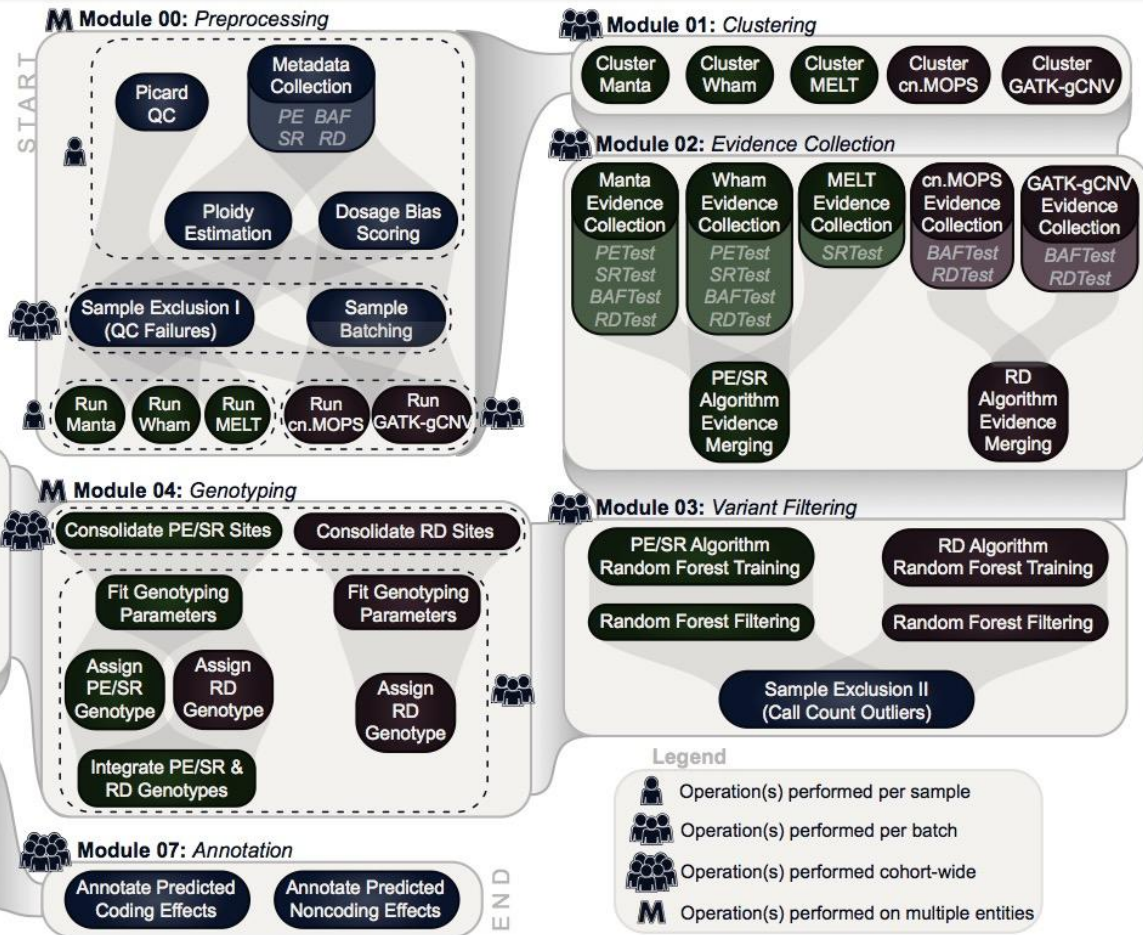 Module 00: Preprocessing
START
Picard
QC
Metadata
Collection
PE BAF
SR RD
Ploidy
Estimation
Dosage Bias
Scoring
Sample Exclusion I
(QC Failures)
Sample
Batching
Run
Manta
Run
Wham
Run
MELT
Run
cn.MOPS
Run
GATK-gCNV
Module 01: Clustering
Cluster
Manta
Cluster
Wham
Cluster
MELT
Cluster
cn.MOPS
Cluster
GATK-gCNV
Module 02: Evidence Collection
Manta
Evidence
Collection
PETest
SRTest
BAFTest
RDTest
Wham
Evidence
Collection
PETest
SRTest
BAFTest
RDTest
MELT
Evidence
Collection
SRTest
cn.MOPS
Evidence
Collection
BAFTest
RDTest
GATK-gCNV
Evidence
Collection
BAFTest
RDTest
PE/SR
Algorithm
Evidence
Merging
RD
Algorithm
Evidence
Merging
Module 03: Variant Filtering
PE/SR Algorithm
Random Forest Training
RD Algorithm
Random Forest Training
Random Forest Filtering
Random Forest Filtering
Sample Exclusion II
(Call Count Outliers)
M Module 04: Genotyping
Consolidate PE/SR Sites
Consolidate RD Sites
Fit Genotyping
Parameters
Fit Genotyping
Parameters
Assign
PE/SR
Genotype
Assign
RD
Genotype
Assign
RD
Genotype
Integrate PE/SR &
RD Genotypes
Module 07: Annotation
Annotate Predicted
Coding Effects
Annotate Predicted
Noncoding Effects
END
Legend
Operation(s) performed per sample
Operation(s) performed per batch
Operation(s) performed cohort-wide
M Operation(s) performed on multiple entities